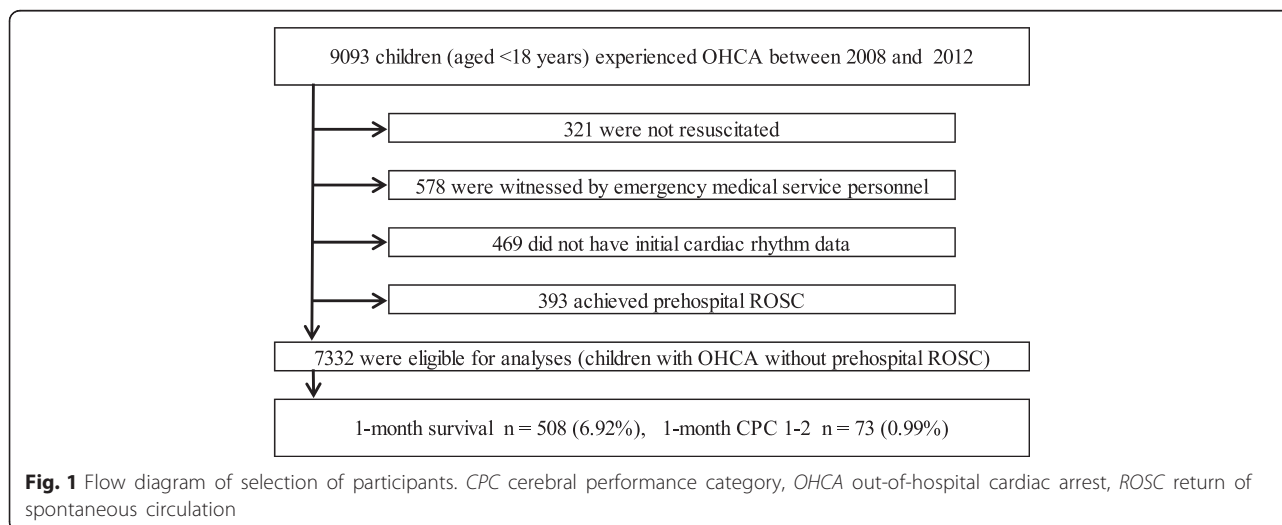 9093 children (aged <18 years) experienced OHCA between 2008 and 2012
321 were not resuscitated
578 were witnessed by emergency medical service personnel
469 did not have initial cardiac rhythm data
393 achieved prehospital ROSC
7332 were eligible for analyses (children with OHCA without prehospital ROSC)
1-month survival n = 508 (6.92%), 1-month CPC 1-2 n = 73 (0.99%)
Fig. 1 Flow diagram of selection of participants. CPC cerebral performance category, OHCA out-of-hospital cardiac arrest, ROSC return of
spontaneous circulation